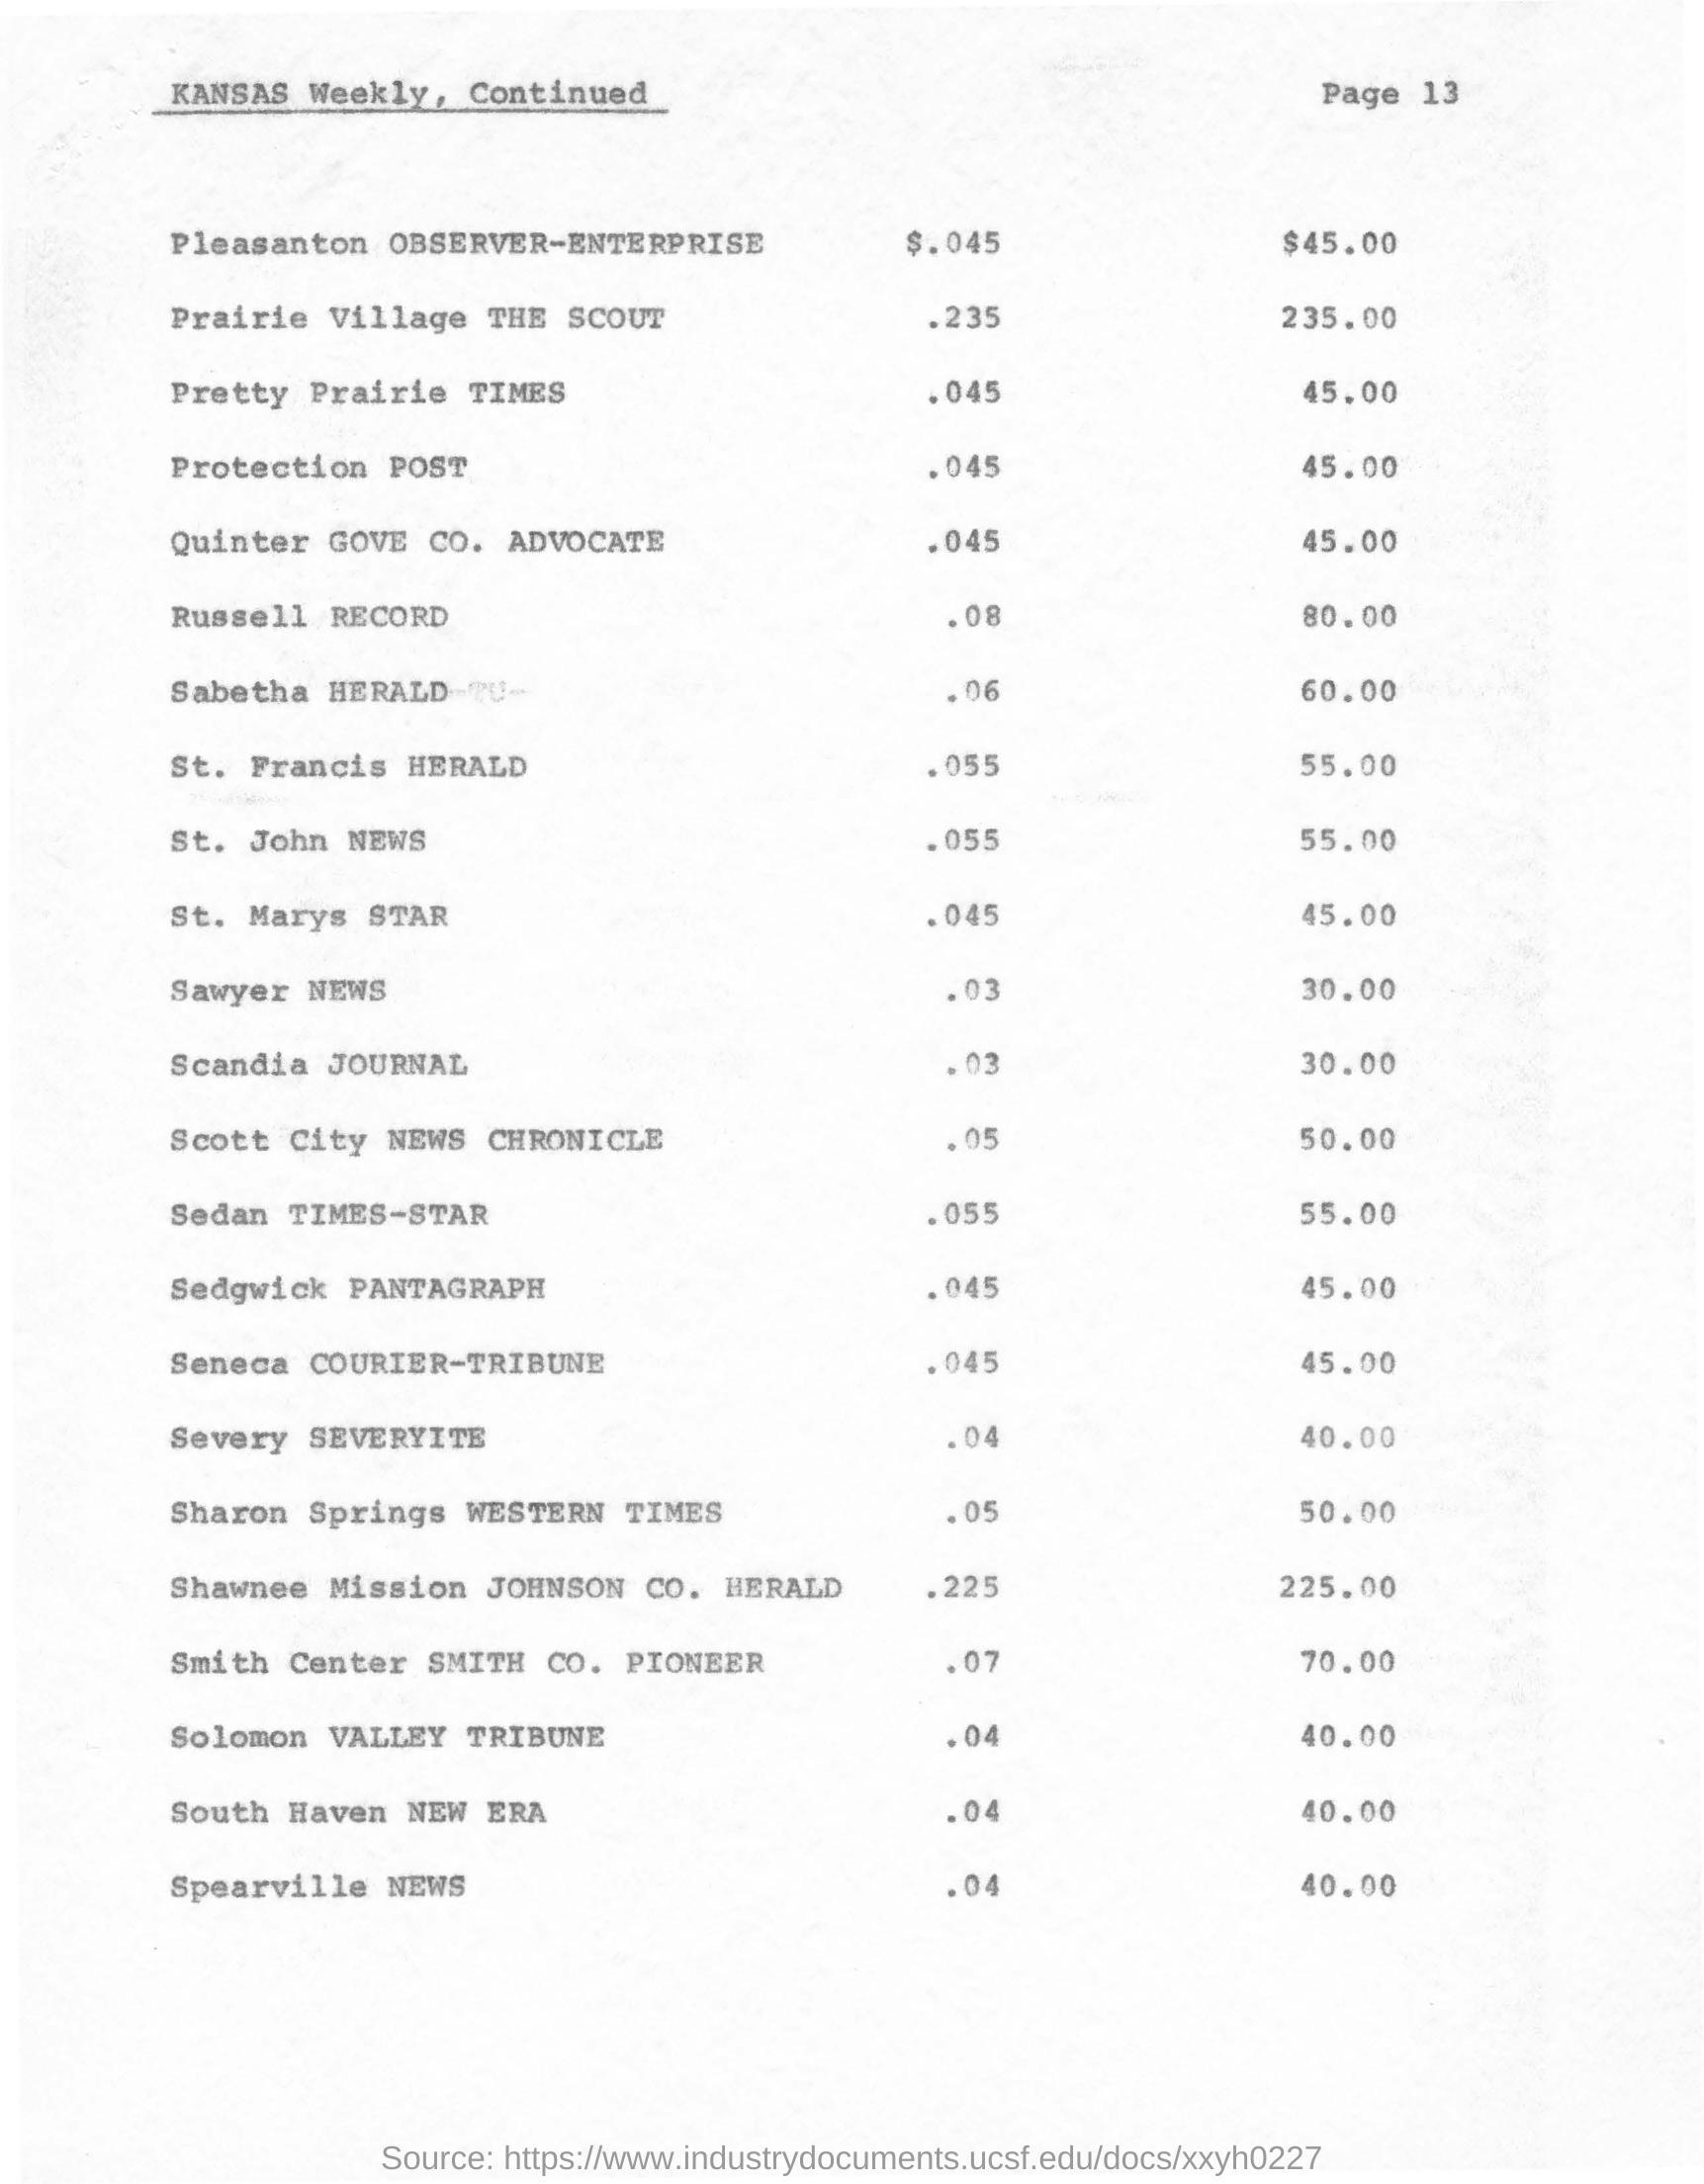 KANSAS Weekly, Continued Page 13
Pleasanton OBSERVER-ENTERPRISE $.045 $45.00
Prairie Village THE SCOUT .235 235.00
Pretty Prairie TIMES .045 45.00
Protection POST .045 45.00
Quinter GOVE CO. ADVOCATE .045 45.00
Russell RECORD .08 80.00
Sabetha HERALD .06 60.00
St. Francis HERALD .055 55.00
St. John NEWS .055 55.00
St. Marys STAR .045 45.00
Sawyer NEWS .03 30.00
Scandia JOURNAL .03 30.00
Scott City NEWS CHRONICLE .05 50.00
Sedan TIMES-STAR .055 55.00
Sedgwick PANTAGRAPH .045 45.00
Seneca COURIER-TRIBUNE .045 45.00
Severy SEVERYITE .04 40.00
Sharon Springs WESTERN TIMES .05 50.00
Shawnee Mission JOHNSON CO. HERALD .225 225.00
Smith Center SMITH CO. PIONEER .07 70.00
Solomon VALLEY TRIBUNE .04 40.00
South Haven NEW ERA .04 40.00
Spearville NEWS .04 40.00
Source: https://www.industrydocuments.ucsf.edu/docs/xxyh0227